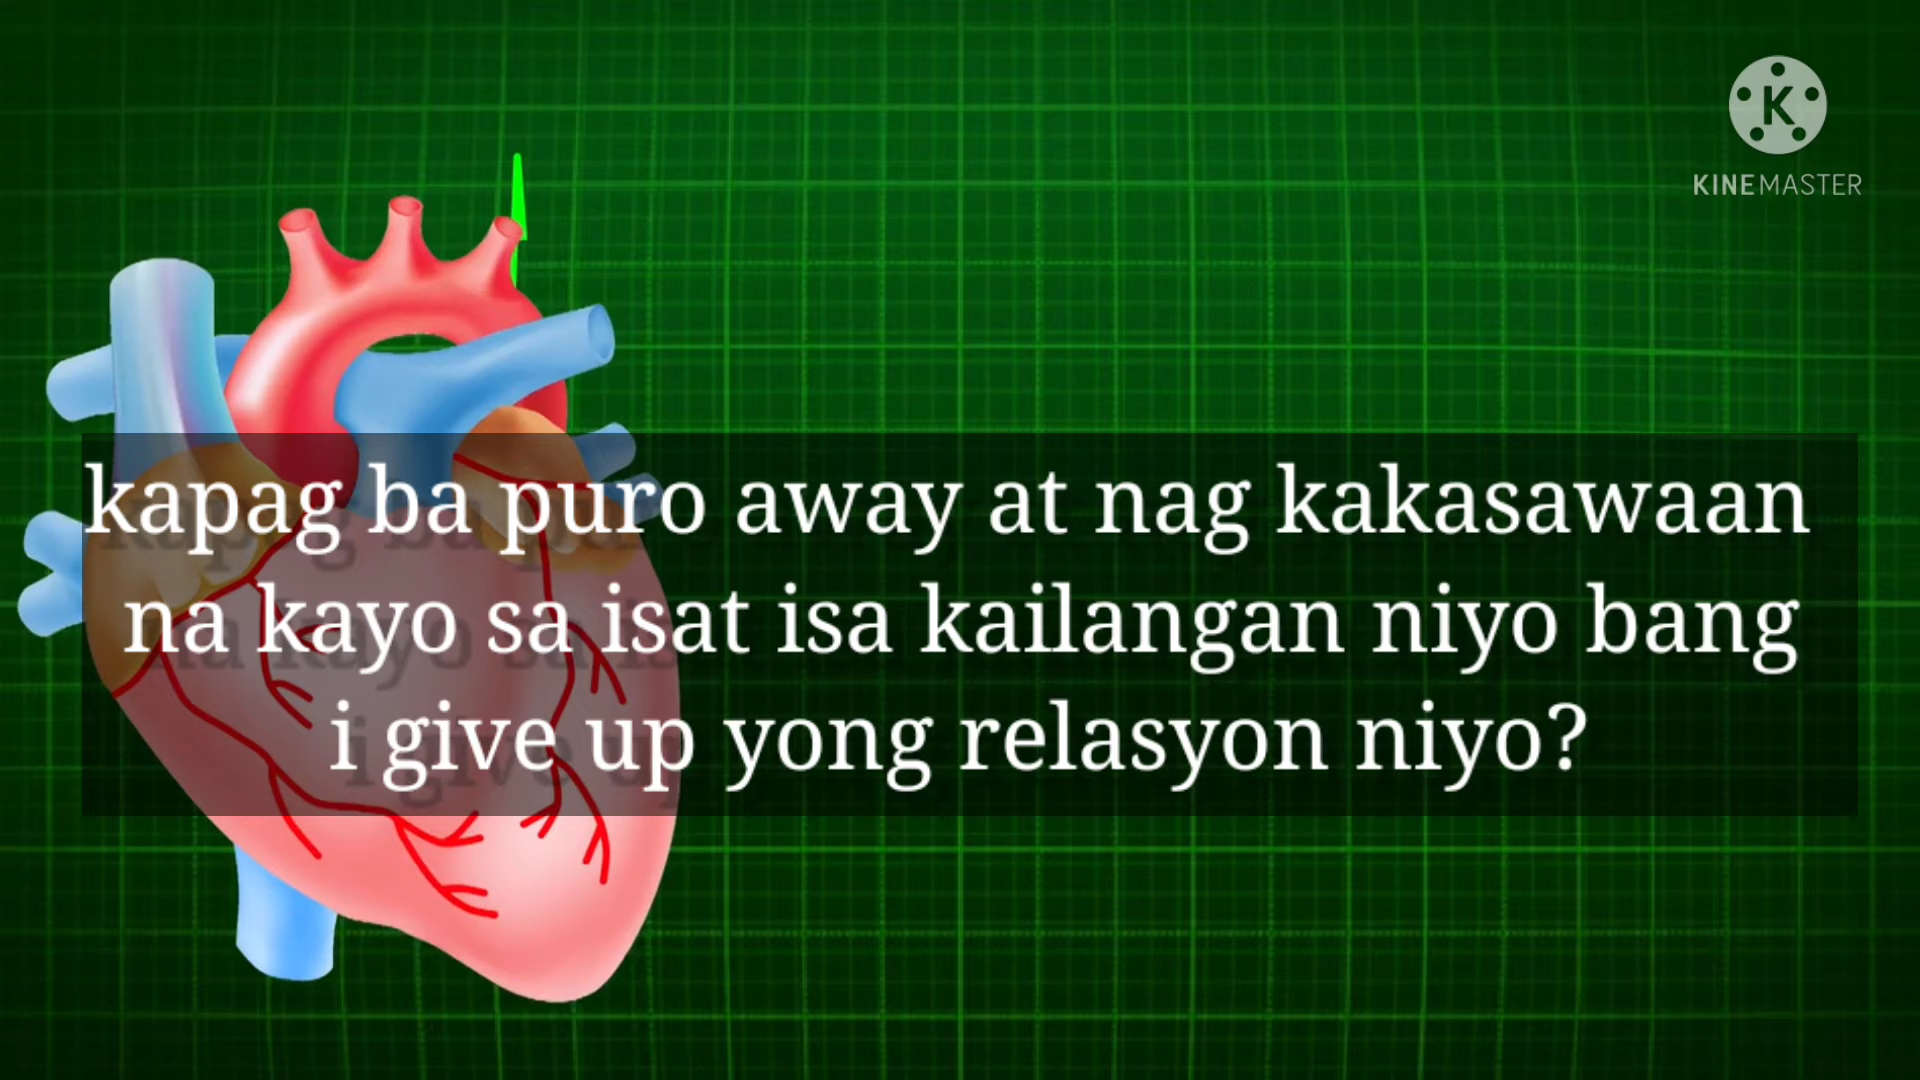 KINEMASTER
kapag ba puro away at nag kakasawaan
na kayo sa isat isa kailangan niyo bang
i give up yong relasyon niyo?